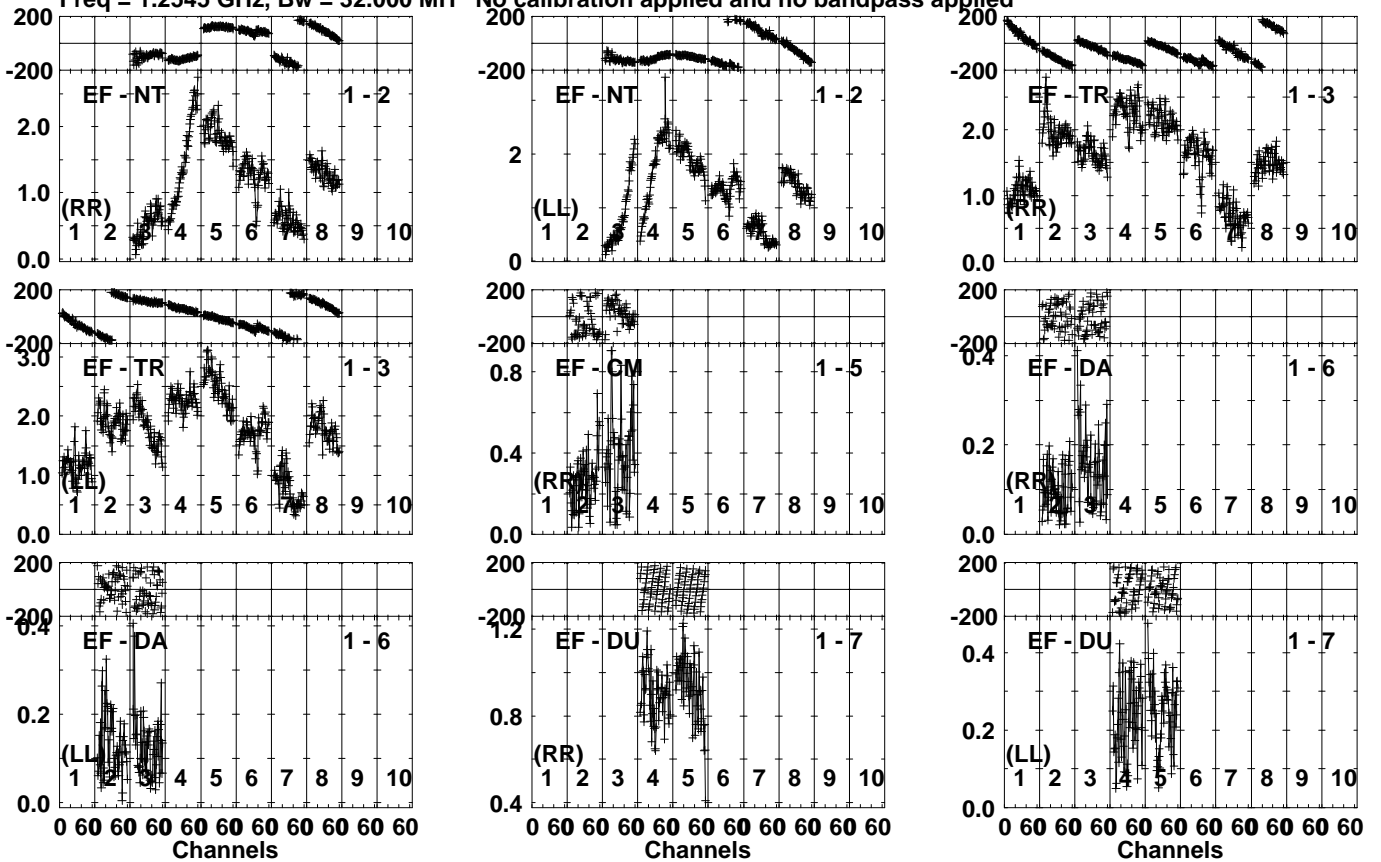 Freq = 1.2545 GHz, Bw = 32.000 MH No calibration applied and no bandpass applied
200 200 200
-200 -200 -200
EF - NT 1 - 2 EF - NT 1 - 2 EF - TR 1 - 3
2.0 2 2.0
1.0 1.0
(RR) (LL) (RR)
1 2 3 4 5 6 7 8 9 10 1 2 3 4 5 6 7 8 9 10 1 2 3 4 5 6 7 8 9 10
0.0 0 0.0
200 200 200
-200 -200 -200
3.0 0.4
EF - TR 1 - 3 EF - CM 1 - 5 EF - DA 1 - 6
0.8
2.0
0.4 0.2
1.0
(LL) (RR) (RR)
1 2 3 4 5 6 7 8 9 10 1 2 3 4 5 6 7 8 9 10 1 2 3 4 5 6 7 8 9 10
0.0 0.0 0.0
200 200 200
-200 -200 -200
0.4 1.2
EF - DA 1 - 6 EF - DU 1 - 7 EF - DU 1 - 7
0.4
0.2 0.8 0.2
(LL) (RR) (LL)
1 2 3 4 5 6 7 8 9 10 1 2 3 4 5 6 7 8 9 10 1 2 3 4 5 6 7 8 9 10
0.0 0.4 0.0
0 60 60 60 60 60 0 60 0 60 0 60 60 60 0 60 60 60 60 60 0 60 0 60 0 60 60 60 0 60 60 60 60 60 0 60 0 60 0 60 60 60
Channels Channels Channels